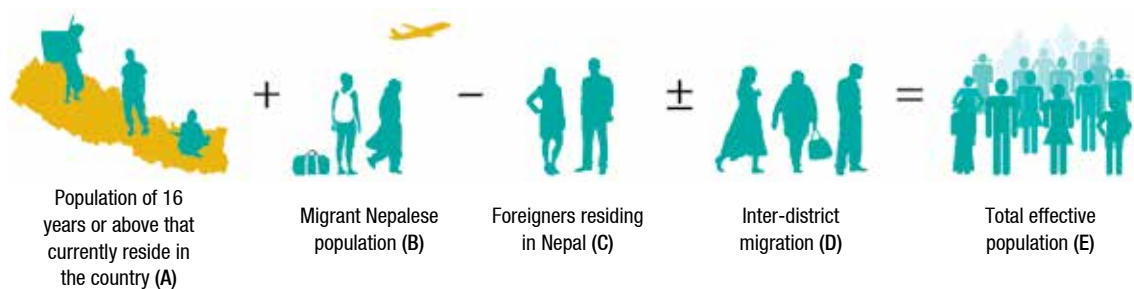 + − ± =
Population of 16
years or above that
currently reside in
the country (A)
Migrant Nepalese
population (B)
Foreigners residing
in Nepal (C)
Inter-district
migration (D)
Total effective
population (E)